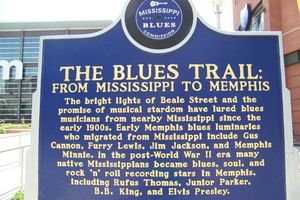 MISSISSIPPI
BLUES
COMMISSION
THE BLUES TRAIL:
FROM MISSISSIPPI TO MEMPHIS
The bright lights of Beale Street and the
promise of musical stardom have lured blues
musicians from nearby Mississippi since the
early 1900s. Early Memphis blues luminaries
who migrated from Mississippi include Gus
Cannon, Furry Lewis, Jim Jackson, and Memphis
Minnie. In the post-World War II era many
native Mississippians became blues, soul, and
rock 'n' roll recording stars in Memphis,
including Rufus Thomas, Junior Parker,
B.B. King, and Elvis Presley.